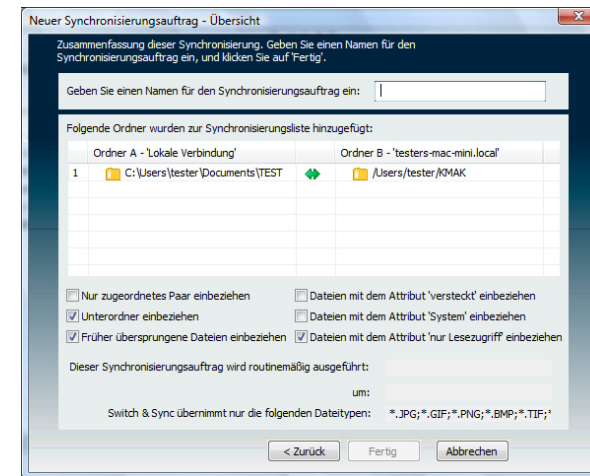 Neuer Synchronisierungsauftrag - Übersicht
Zusammenfassung dieser Synchronisierung. Geben Sie einen Namen für den
Synchronisierungsauftrag ein, und klicken Sie auf 'Fertig'.
Geben Sie einen Namen für den Synchronisierungsauftrag ein:
Folgende Ordner wurden zur Synchronisierungsliste hinzugefügt:
Ordner A - 'Lokale Verbindung' Ordner B - 'testers-mac-mini.local'
1 C:\Users\tester\Documents\TEST /Users/tester/KMAK
Nur zugeordnetes Paar einbeziehen Dateien mit dem Attribut 'versteckt' einbeziehen
Unterordner einbeziehen Dateien mit dem Attribut 'System' einbeziehen
Früher übersprungene Dateien einbeziehen Dateien mit dem Attribut 'nur Lesezugriff' einbeziehen
Dieser Synchronisierungsauftrag wird routinemäßig ausgeführt:
um:
Switch & Sync übernimmt nur die folgenden Dateitypen: *.JPG;*.GIF;*.PNG;*.BMP;*.TIF;*
< Zurück Fertig Abbrechen